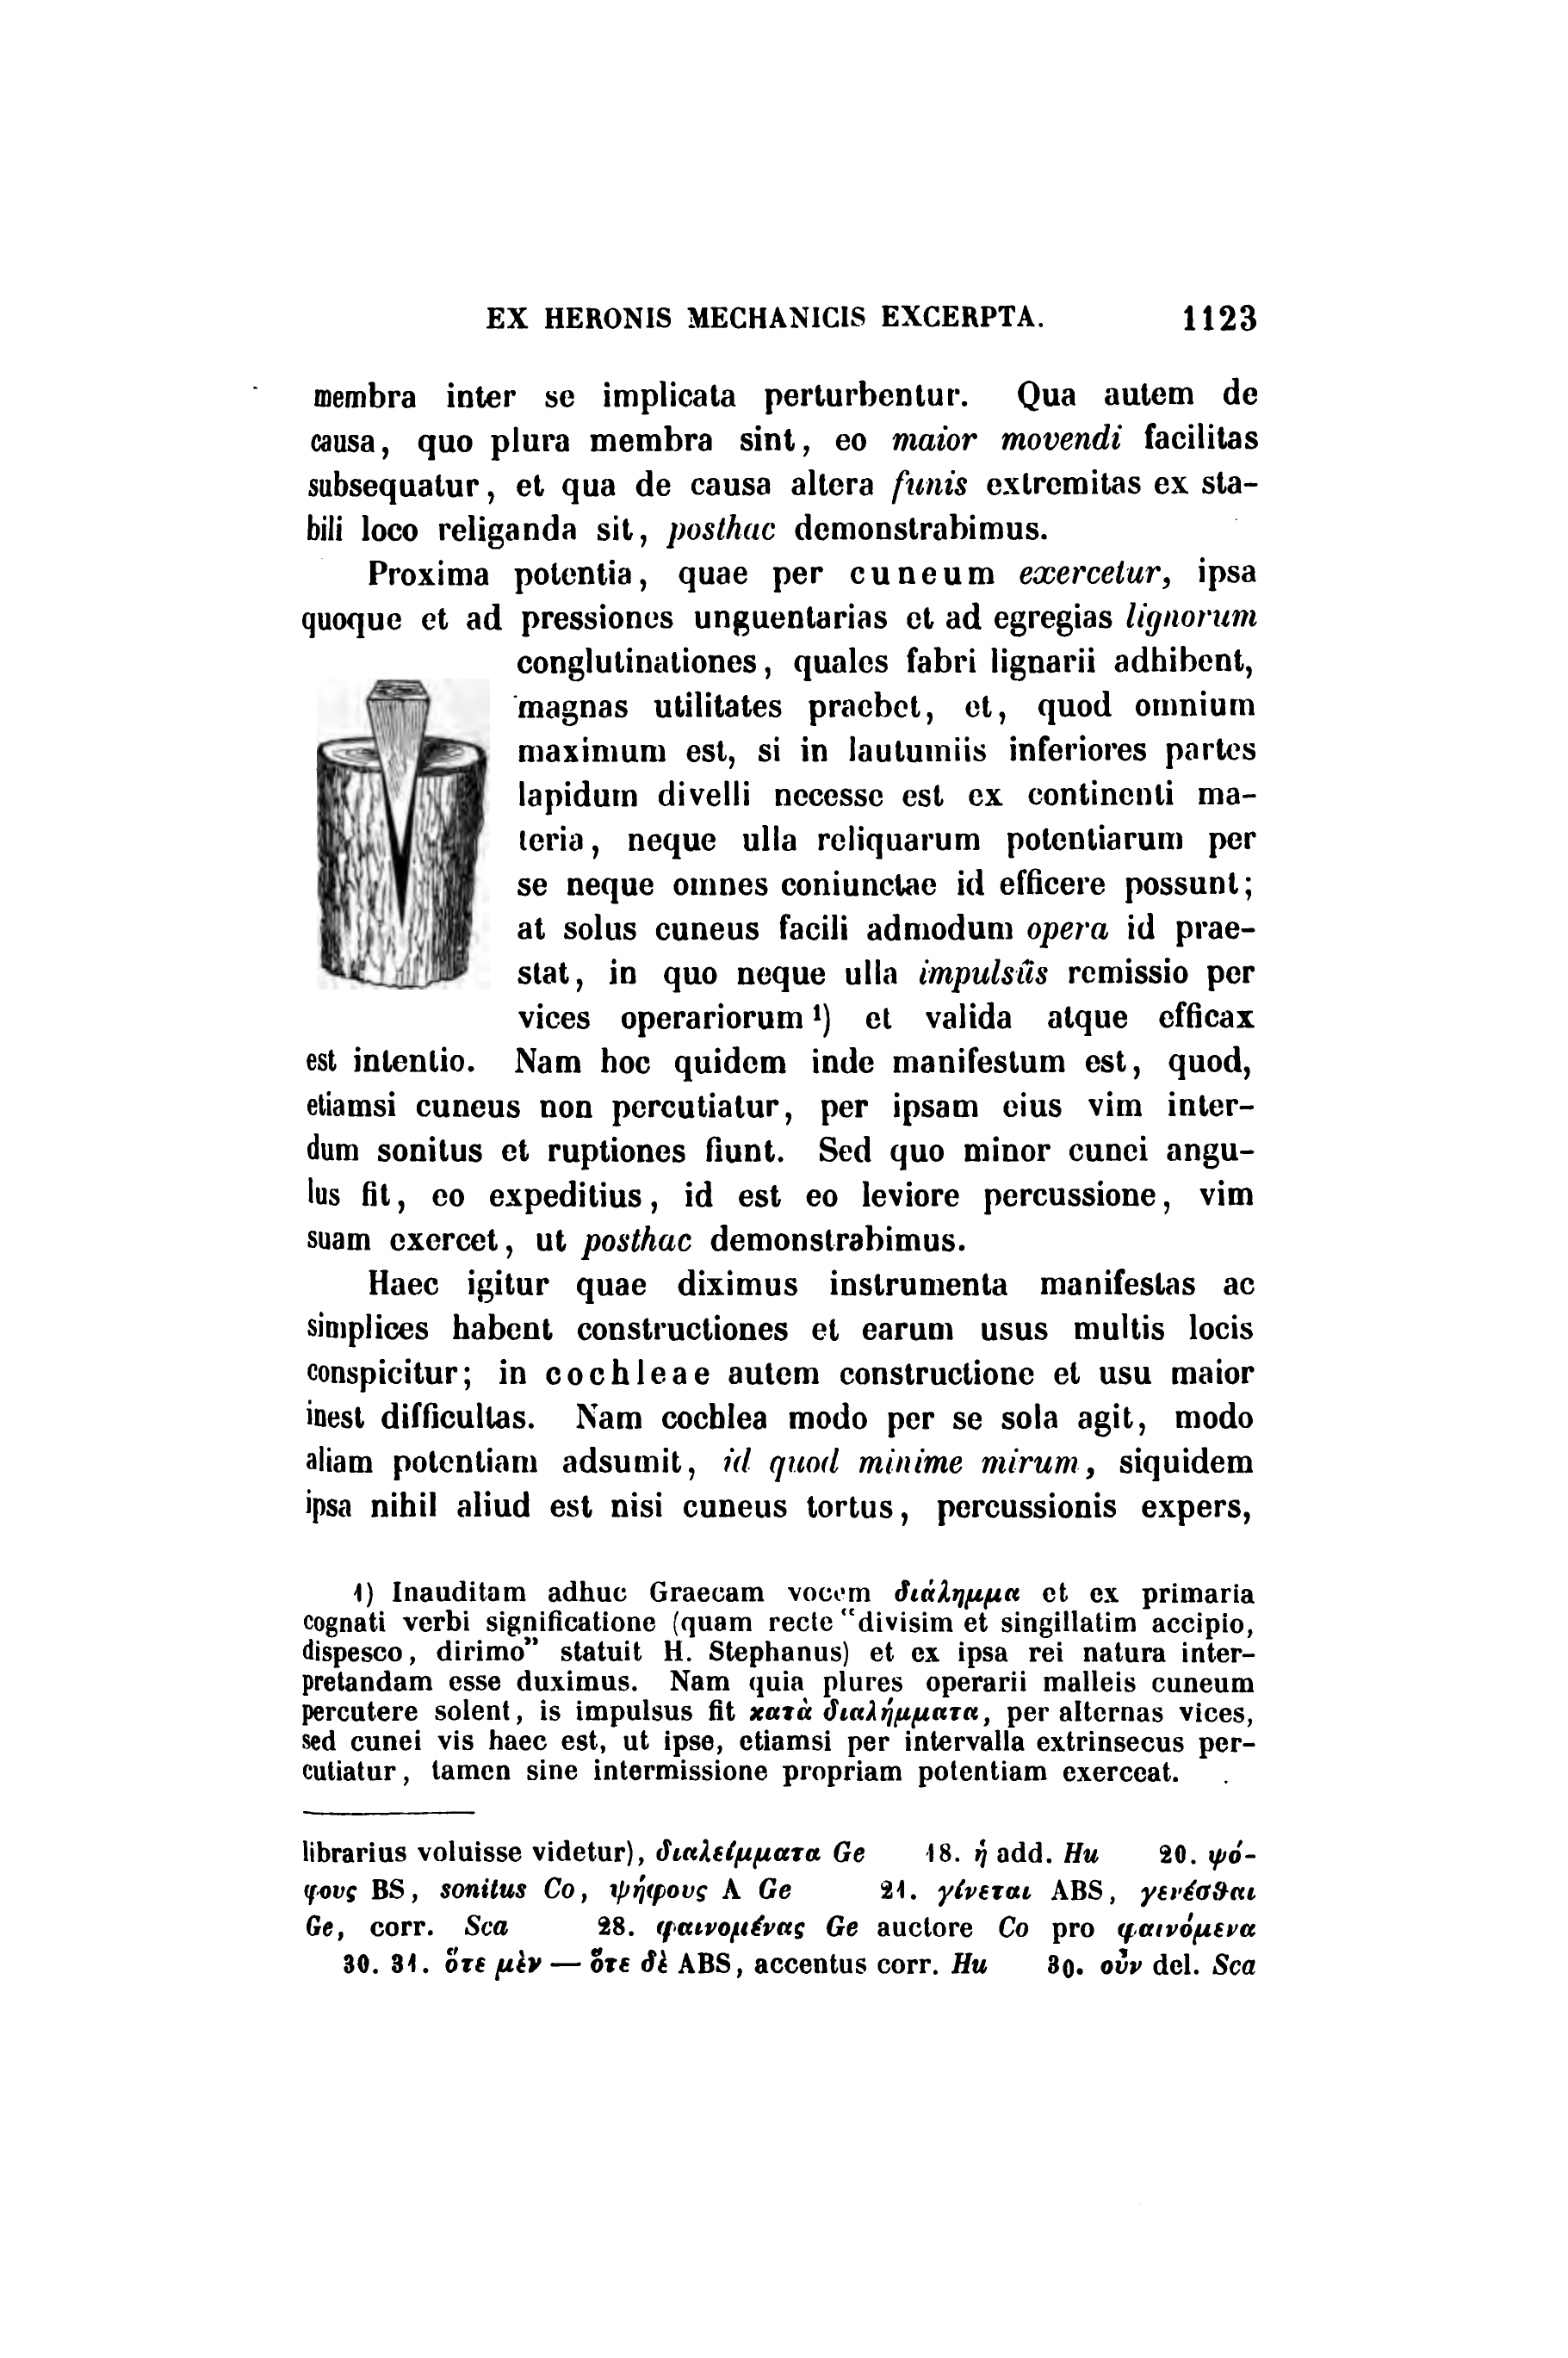 EX HERONIS MECHANICIS EXCERPTA. 1123
membra inter se implicata perturbentur. Qua autem de
causa, quo plura membra sint, eo maior movendi facilitas
subsequatur, et qua de causa altera funis extremitas ex sta-
bili loco religanda sit, posthac demonstrabimus.
Proxima potentia, quae per cuneum exercetur, ipsa
quoque et ad pressiones unguentarias et ad egregias lignorum
conglutinationes, quales fabri lignarii adhibent,
magnas utilitates praebet, et, quod omnium
maximum est, si in lautumiis inferiores partes
lapidum divelli necesse est ex continenti ma-
teria, neque ulla reliquarum potentiarum per
se neque omnes coniunctae id efficere possunt;
at solus cuneus facili admodum opera id prae-
stat, in quo neque ulla impulsûs remissio per
vices operariorum ¹) et valida atque efficax
est intentio. Nam hoc quidem inde manifestum est, quod,
etiamsi cuneus non percutiatur, per ipsam eius vim inter-
dum sonitus et ruptiones fiunt. Sed quo minor cunei angu-
lus fit, eo expeditius, id est eo leviore percussione, vim
suam exercet, ut posthac demonstrabimus.
Haec igitur quae diximus instrumenta manifestas ac
simplices habent constructiones et earum usus multis locis
conspicitur; in cochleae autem constructione et usu maior
inest difficultas. Nam cochlea modo per se sola agit, modo
aliam potentiam adsumit, id quod minime mirum, siquidem
ipsa nihil aliud est nisi cuneus tortus, percussionis expers,
1) Inauditam adhuc Graecam vocem διάλημμα et ex primaria
cognati verbi significatione (quam recte “divisim et singillatim accipio,
dispesco, dirimo” statuit H. Stephanus) et ex ipsa rei natura inter-
pretandam esse duximus. Nam quia plures operarii malleis cuneum
percutere solent, is impulsus fit κατὰ διαλήμματα, per alternas vices,
sed cunei vis haec est, ut ipse, etiamsi per intervalla extrinsecus per-
cutiatur, tamen sine intermissione propriam potentiam exerceat.
librarius voluisse videtur), διαλείμματα Ge 18. ἡ add. Hu 20. ψό-
φους BS, sonitus Co, ψήφους A Ge 21. γίνεται ABS, γενέσθαι
Ge, corr. Sca 28. φαινομένας Ge auctore Co pro φαινόμενα
30. 31. ὅτε μὲν — ὅτε δὲ ABS, accentus corr. Hu 30. οὖν del. Sca